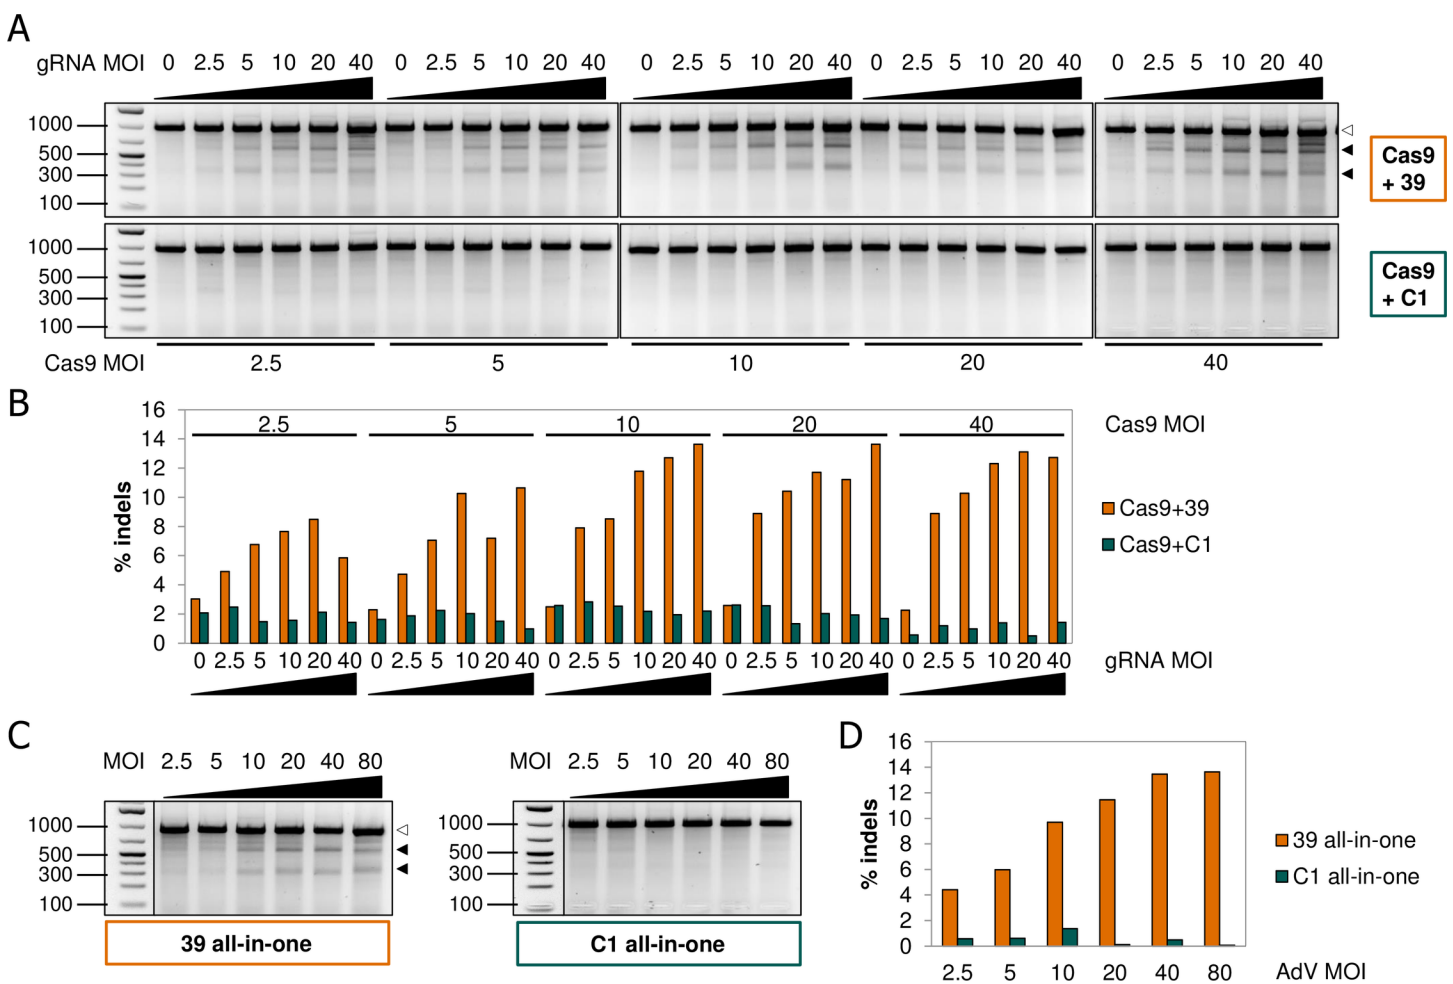 A
gRNA MOI 0 2.5 5 10 20 40 0 2.5 5 10 20 40 0 2.5 5 10 20 40 0 2.5 5 10 20 40 0 2.5 5 10 20 40
1000
500
300
100
Cas9
+ 39
1000
500
300
100
Cas9
+ C1
Cas9 MOI 2.5 5 10 20 40
B
16
14
12
10
8
6
4
2
0
% indels
2.5 5 10 20 40 Cas9 MOI
Cas9+39
Cas9+C1
0 2.5 5 10 20 40 0 2.5 5 10 20 40 0 2.5 5 10 20 40 0 2.5 5 10 20 40 0 2.5 5 10 20 40 gRNA MOI
C
MOI 2.5 5 10 20 40 80
1000
500
300
100
39 all-in-one
MOI 2.5 5 10 20 40 80
1000
500
300
100
C1 all-in-one
D
16
14
12
10
8
6
4
2
0
% indels
39 all-in-one
C1 all-in-one
2.5 5 10 20 40 80 AdV MOI